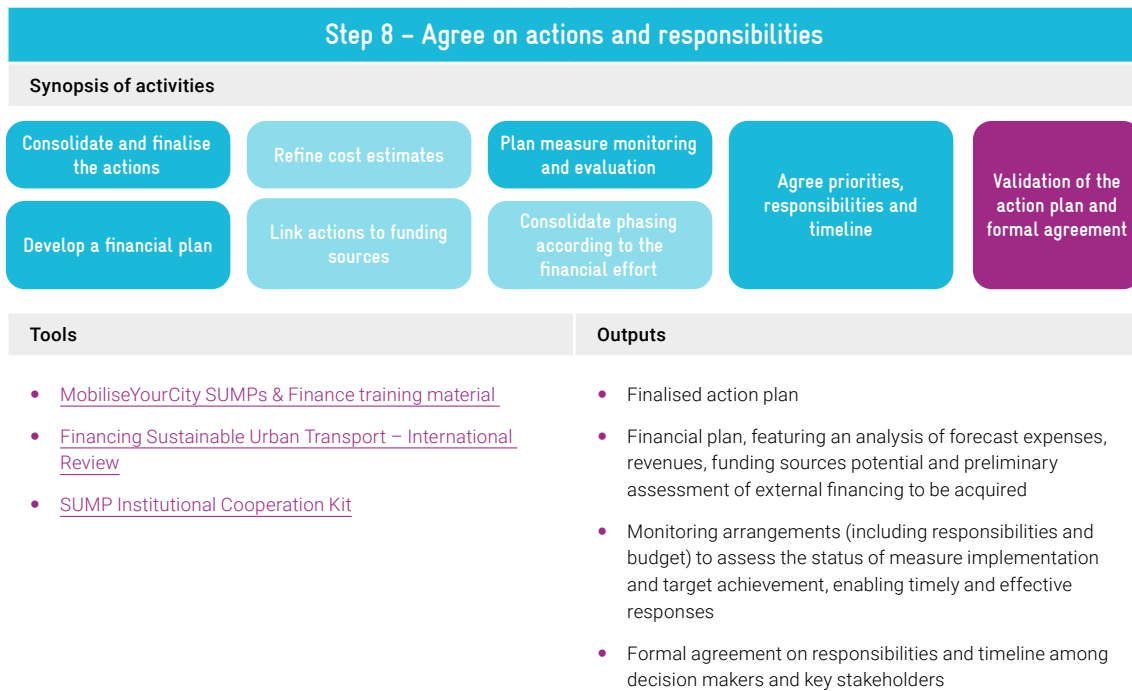 Step 8 – Agree on actions and responsibilities
Synopsis of activities
Consolidate and finalise
the actions
Develop a financial plan
Refine cost estimates
Link actions to funding
sources
Plan measure monitoring
and evaluation
Consolidate phasing
according to the
financial effort
Agree priorities,
responsibilities and
timeline
Validation of the
action plan and
formal agreement
Tools
• MobiliseYourCity SUMPs & Finance training material
• Financing Sustainable Urban Transport – International
Review
• SUMP Institutional Cooperation Kit
Outputs
• Finalised action plan
• Financial plan, featuring an analysis of forecast expenses,
revenues, funding sources potential and preliminary
assessment of external financing to be acquired
• Monitoring arrangements (including responsibilities and
budget) to assess the status of measure implementation
and target achievement, enabling timely and effective
responses
• Formal agreement on responsibilities and timeline among
decision makers and key stakeholders